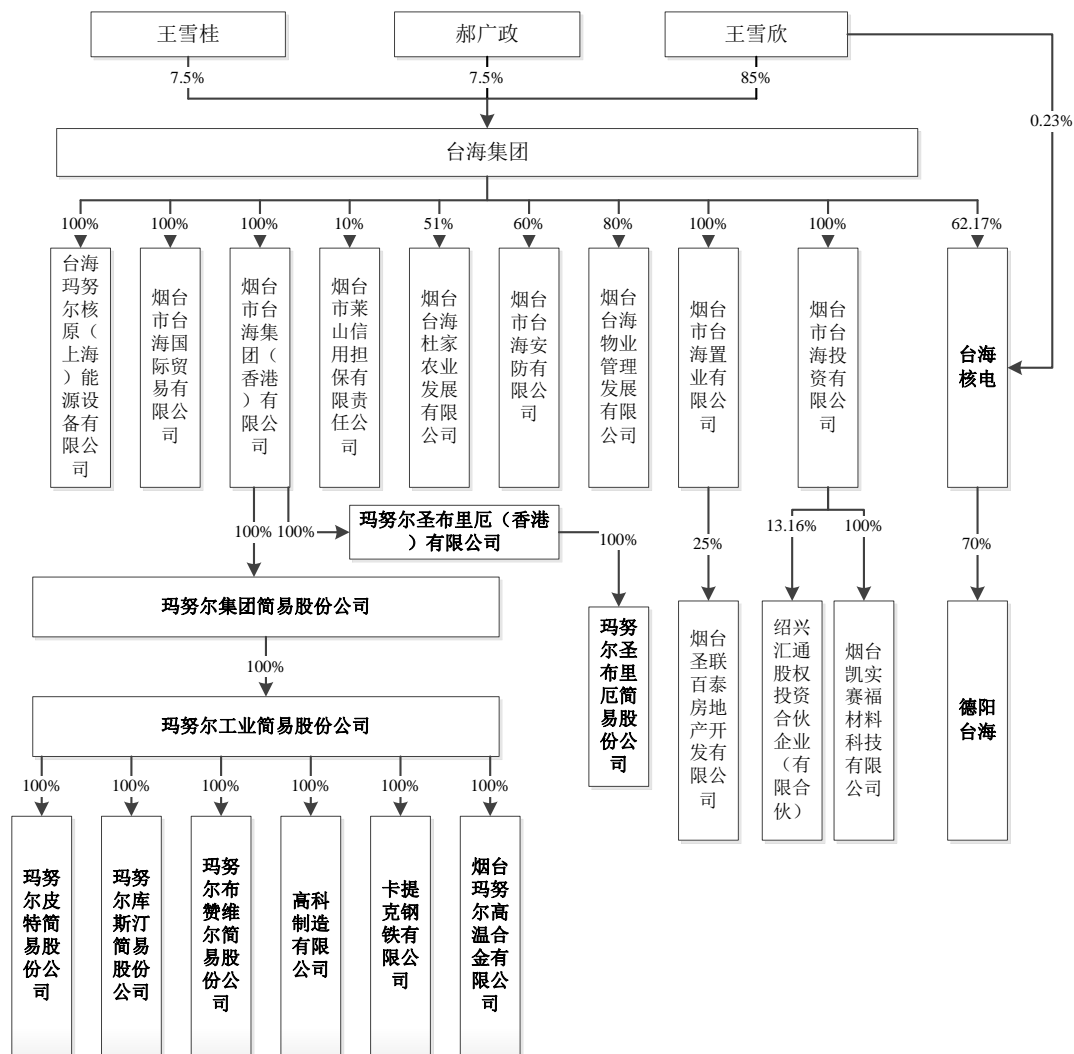 王雪桂
郝广政
王雪欣
7.5%
7.5%
85%
0.23%
台海集团
100%
100%
100%
10%
51%
60%
80%
100%
100%
62.17%
台海
玛努
尔核
原（
上海
）能
源设
备有
限公
司
烟台
市台
海国
际贸
易有
限公
司
烟台
市台
海集
团（
香港
）有
限公
司
烟台
市莱
山信
用担
保有
限责
任公
司
烟台
台海
杜家
农业
发展
有限
公司
烟台
市台
海安
防有
限公
司
烟台
台海
物业
管理
发展
有限
公司
烟台
市台
海置
业有
限公
司
烟台
市台
海投
资有
限公
司
台海
核电
100%
100%
玛努尔圣布里厄（香港
）有限公司
100%
25%
13.16%
100%
70%
玛努尔集团简易股份公司
100%
玛努尔工业简易股份公司
玛努
尔圣
布里
厄简
易股
份公
司
烟台
圣联
百泰
房地
产开
发有
限公
司
绍兴
汇通
股权
投资
合伙
企业
（有
限合
伙）
烟台
凯实
赛福
材料
科技
有限
公司
德阳
台海
100%
100%
100%
100%
100%
100%
玛努
尔皮
特简
易股
份公
司
玛努
尔库
斯汀
简易
股份
公司
玛努
尔布
赞维
尔简
易股
份公
司
高科
制造
有限
公司
卡提
克钢
铁有
限公
司
烟台
玛努
尔高
温合
金有
限公
司